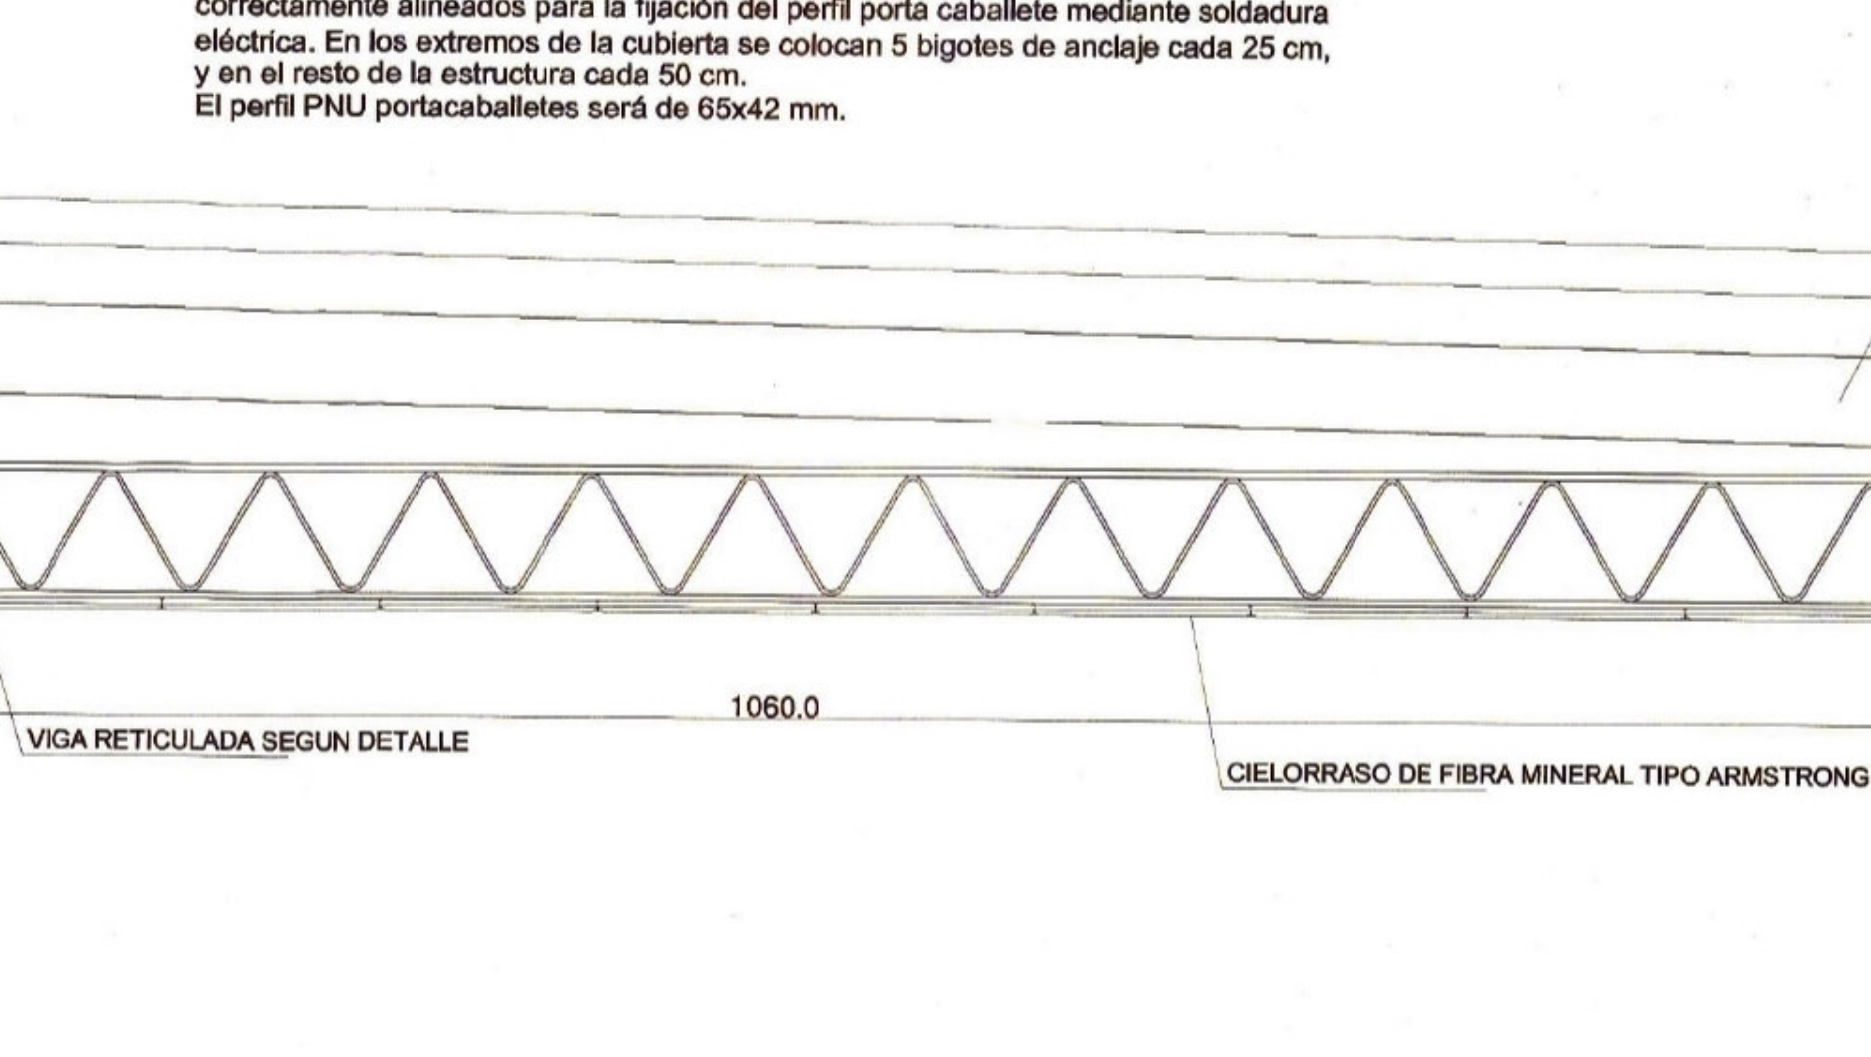 correctamente alineados para la fijación del perfil porta caballete mediante soldadura
eléctrica. En los extremos de la cubierta se colocan 5 bigotes de anclaje cada 25 cm,
y en el resto de la estructura cada 50 cm.
El perfil PNU portacaballetes será de 65x42 mm.
1060.0
VIGA RETICULADA SEGUN DETALLE
CIELORRASO DE FIBRA MINERAL TIPO ARMSTRONG